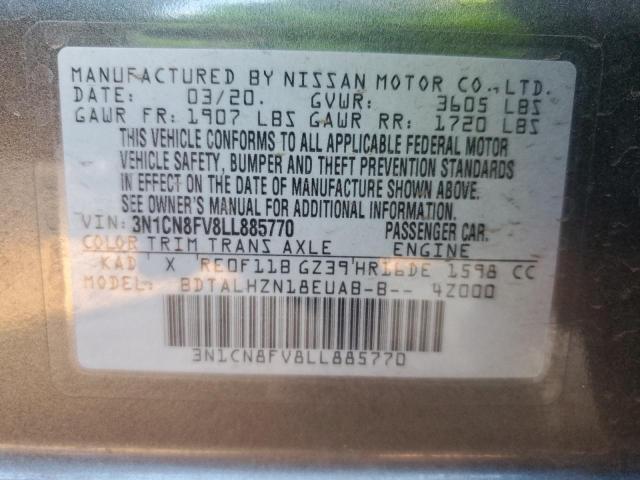 MANUFACTURED BY NISSAN MOTOR CO., LTD.
DATE: 03/20. GVWR: 3605 LBS
GAWR FR: 1907 LBS GAWR RR: 1720 LBS
THIS VEHICLE CONFORMS TO ALL APPLICABLE FEDERAL MOTOR
VEHICLE SAFETY, BUMPER AND THEFT PREVENTION STANDARDS
IN EFFECT ON THE DATE OF MANUFACTURE SHOWN ABOVE.
SEE OWNER'S MANUAL FOR ADDITIONAL INFORMATION.
VIN: 3N1CN8FV8LL885770 PASSENGER CAR.
COLOR TRIM TRANS AXLE ENGINE
KAD X RE0F11B GZ39 HR16DE 1598 CC
MODEL: BDTALHZN18EUAB-B-- 4Z000
3N1CN8FV8LL885770